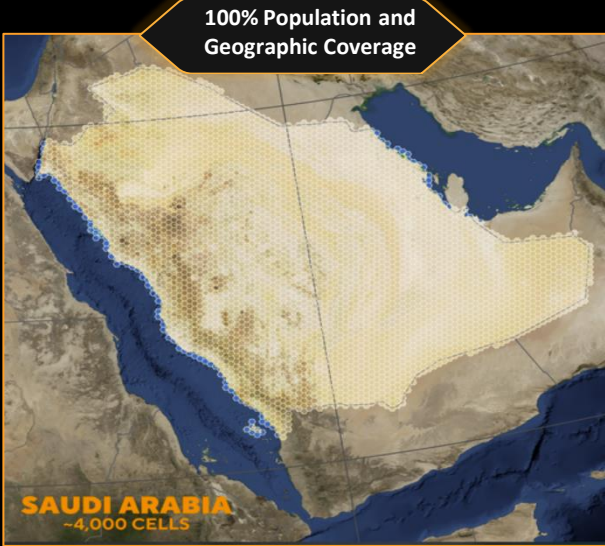 100% Population and
Geographic Coverage
SAUDI ARABIA
~4,000 CELLS